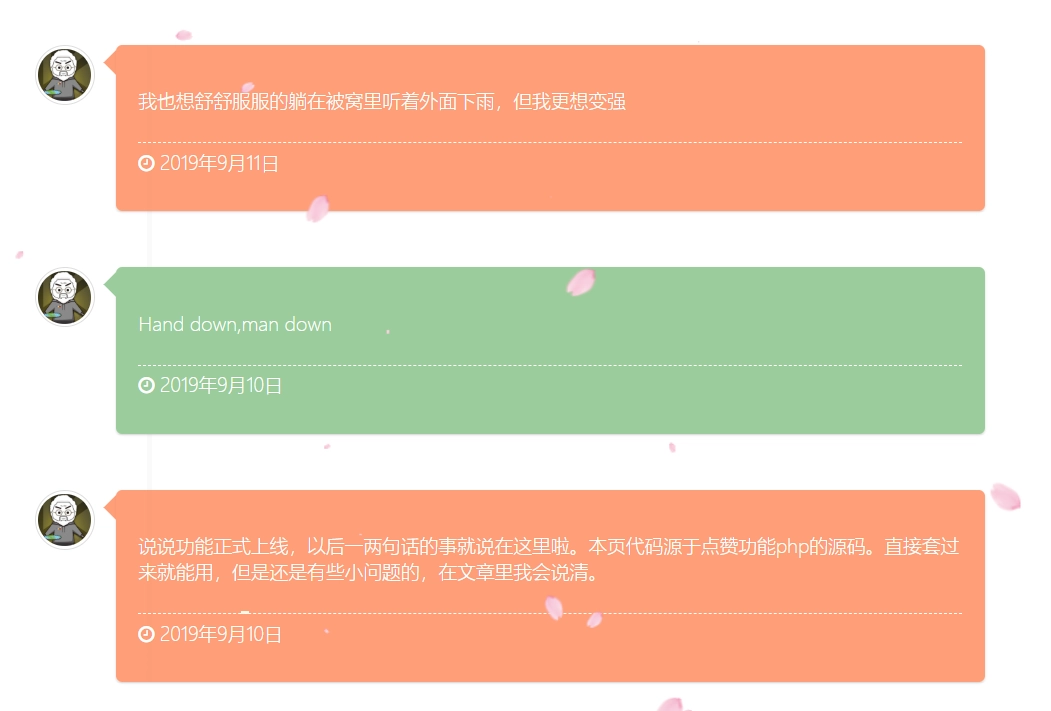 我也想舒舒服服的躺在被窝里听着外面下雨，但我更想变强
2019年9月11日
Hand down,man down
2019年9月10日
说说功能正式上线，以后一两句话的事就说在这里啦。本页代码源于点赞功能php的源码。直接套过
来就能用，但是还是有些小问题的，在文章里我会说清。
2019年9月10日